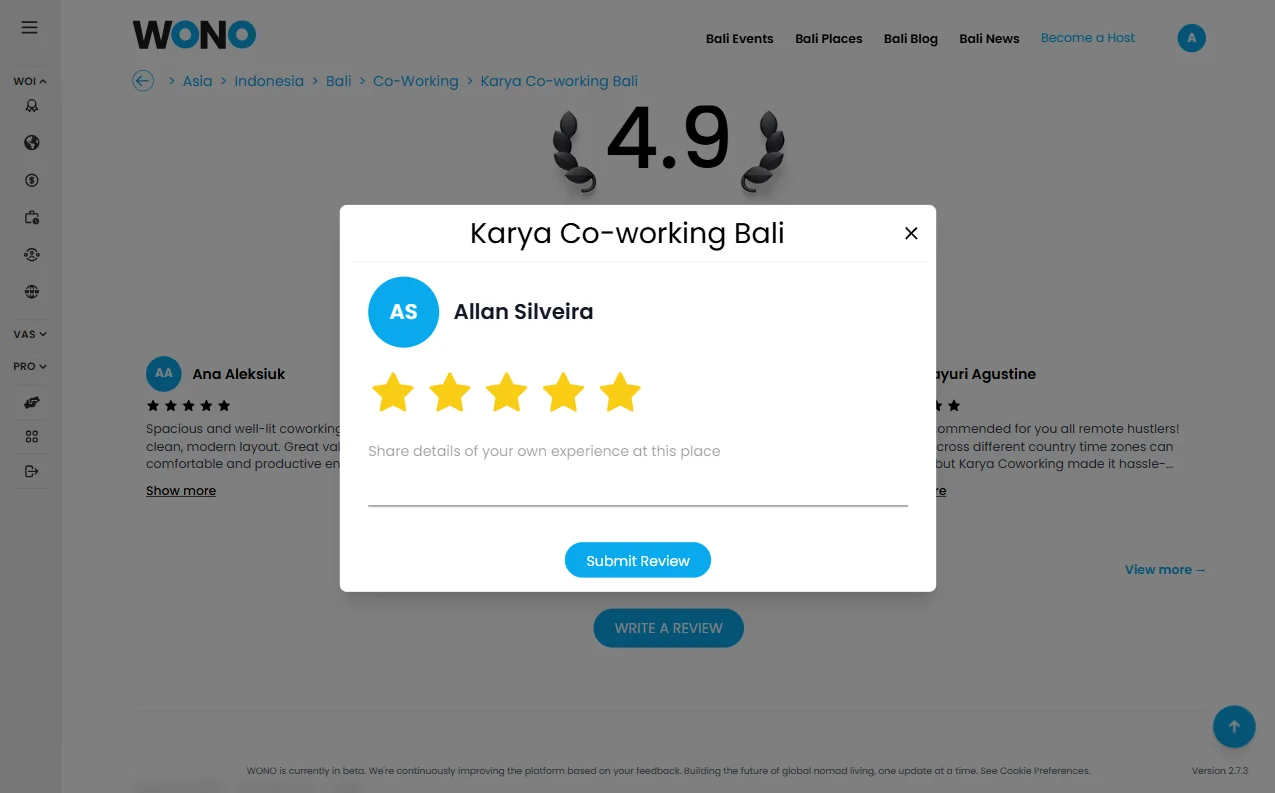 WONO
Bali Events
Bali Places
Bali Blog
Bali News
Become a Host
A
> Asia > Indonesia > Bali > Co-Working > Karya Co-working Bali
WOI
VAS
PRO
4.9
Karya Co-working Bali
AS
Allan Silveira
Share details of your own experience at this place
Submit Review
AA
Ana Aleksiuk
Spacious and well-lit coworking
clean, modern layout. Great val
comfortable and productive en
Show more
ayuri Agustine
ommended for you all remote hustlers!
cross different country time zones can
but Karya Coworking made it hassle-...
re
View more →
WRITE A REVIEW
WONO is currently in beta. We're continuously improving the platform based on your feedback. Building the future of global nomad living, one update at a time. See Cookie Preferences.
Version 2.7.3